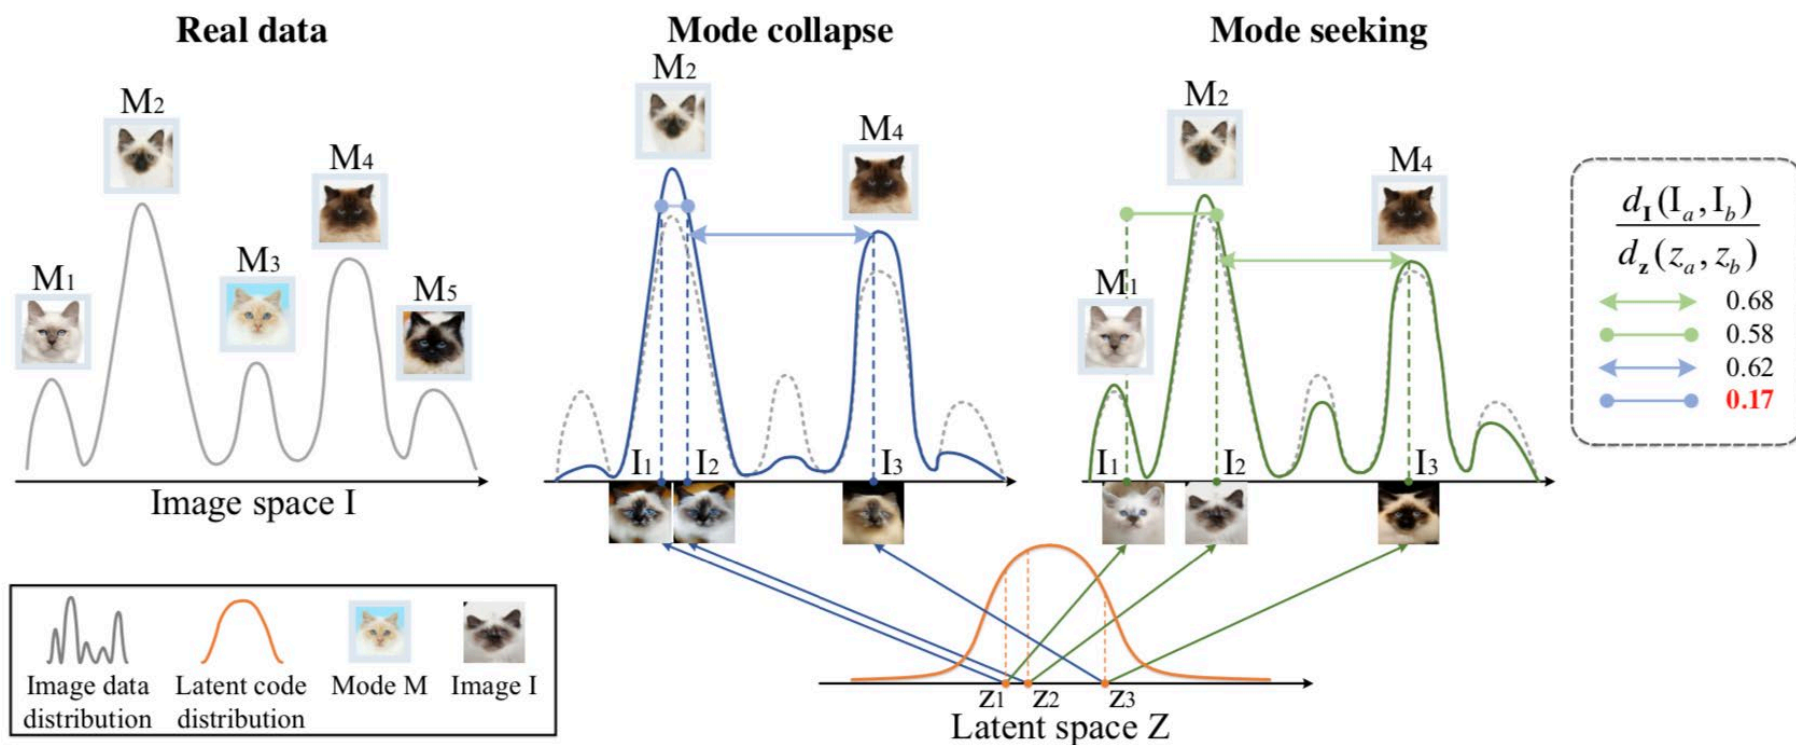 Real data
M1
M2
M3
M4
M5
Image space I
Mode collapse
M2
M4
I1
I2
I3
Mode seeking
M1
M2
M4
I1
I2
I3
dI(Ia, Ib)
dz(za, zb)
0.68
0.58
0.62
0.17
Image data
distribution
Latent code
distribution
Mode M
Image I
z1
z2
z3
Latent space Z